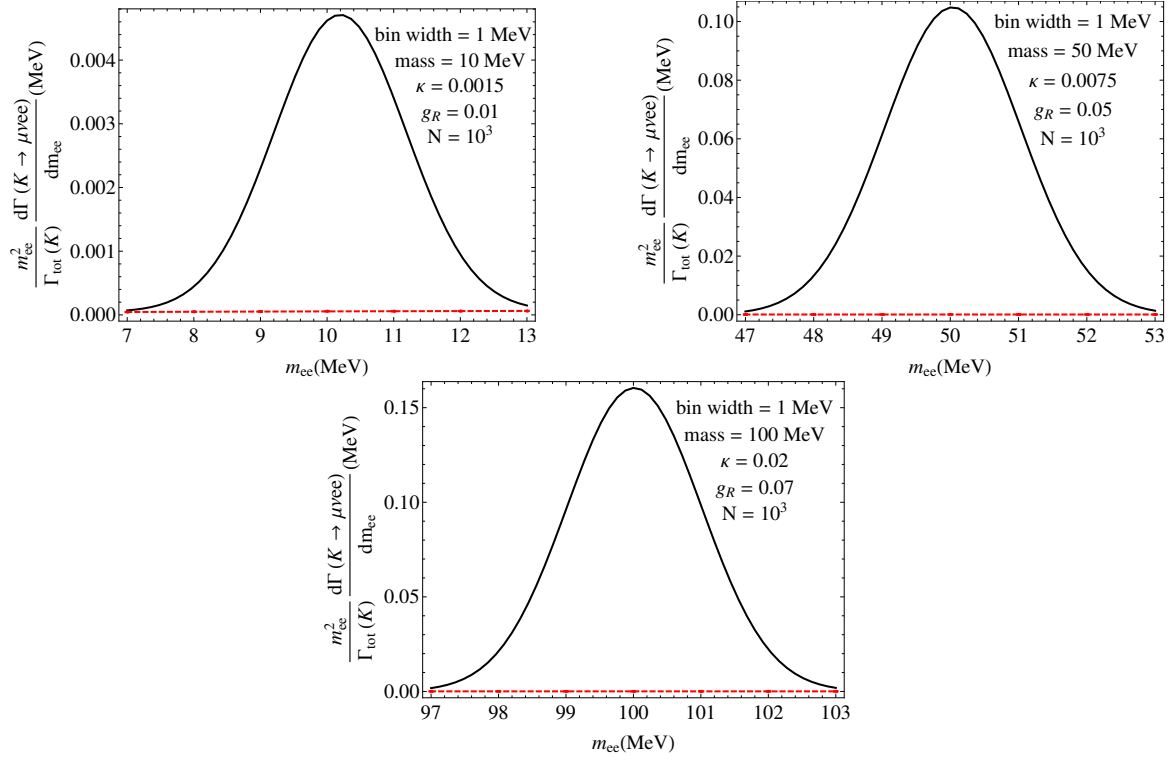 bin width = 1 MeV
mass = 10 MeV
κ = 0.0015
g_R = 0.01
N = 10^3
0.004
0.003
0.002
0.001
0.000
7 8 9 10 11 12 13
m_ee(MeV)
m_ee^2 / Γ_tot (K) dΓ (K → μνee) / dm_ee (MeV)
bin width = 1 MeV
mass = 50 MeV
κ = 0.0075
g_R = 0.05
N = 10^3
0.10
0.08
0.06
0.04
0.02
0.00
47 48 49 50 51 52 53
m_ee(MeV)
m_ee^2 / Γ_tot (K) dΓ (K → μνee) / dm_ee (MeV)
bin width = 1 MeV
mass = 100 MeV
κ = 0.02
g_R = 0.07
N = 10^3
0.15
0.10
0.05
0.00
97 98 99 100 101 102 103
m_ee(MeV)
m_ee^2 / Γ_tot (K) dΓ (K → μνee) / dm_ee (MeV)